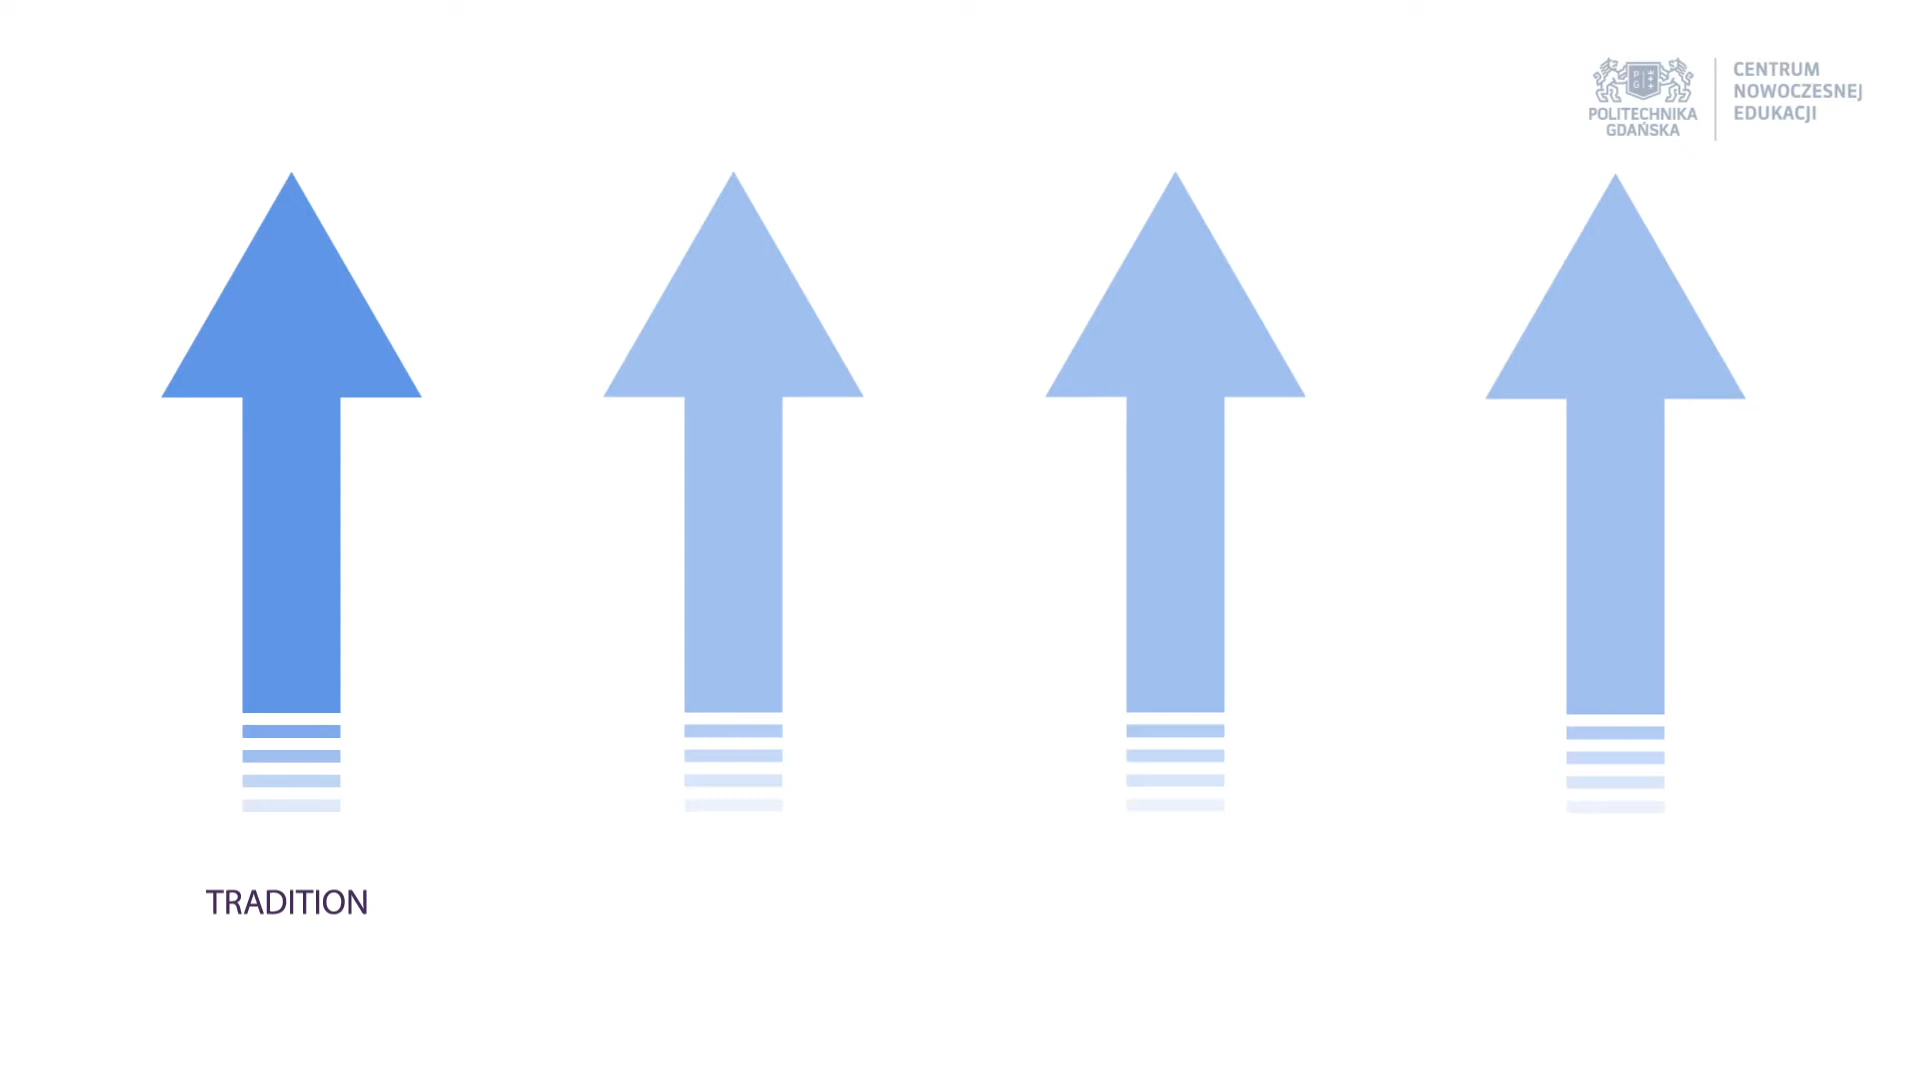 POLITECHNIKA
GDAŃSKA
CENTRUM
NOWOCZESNEJ
EDUKACJI
TRADITION